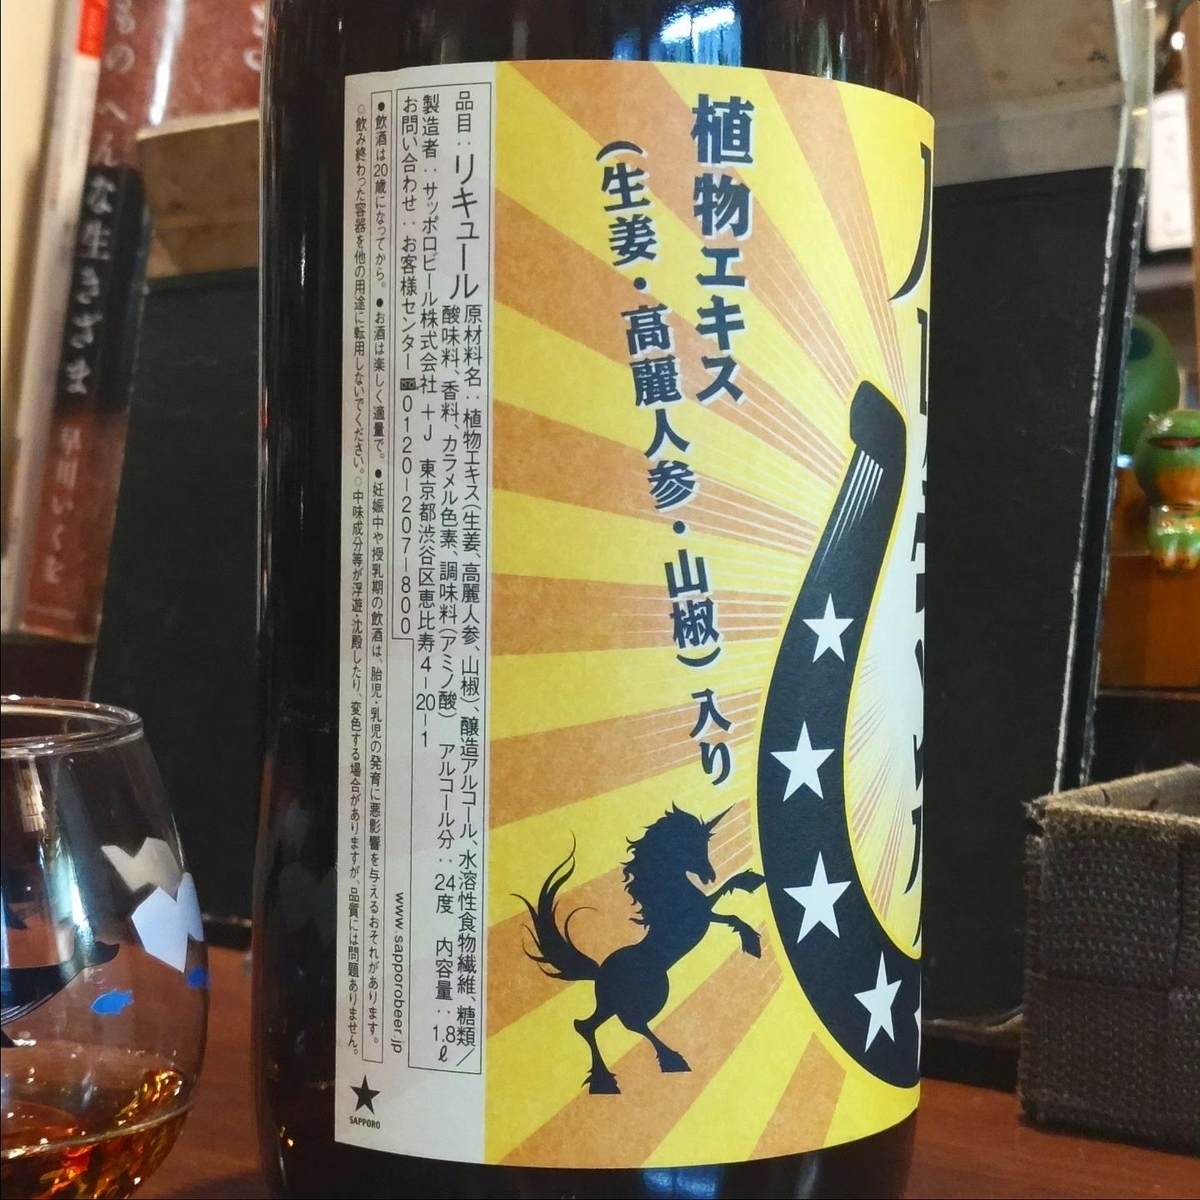 植物エキス
(生姜・高麗人参・山椒)入り
品目:リキュール
原材料名:植物エキス(生姜、高麗人参、山椒)、醸造アルコール、水溶性食物繊維、糖類/
酸味料、香料、カラメル色素、調味料(アミノ酸) アルコール分:24度 内容量:1.8ℓ
製造者:サッポロビール株式会社 +J 東京都渋谷区恵比寿4-20-1
お問い合わせ:お客様センター 0120-207-800
www.sapporobeer.jp
●飲酒は20歳になってから。●お酒は楽しく適量で。●妊娠中や授乳期の飲酒は、胎児・乳児の発育に悪影響を与えるおそれがあります。
○飲み終わった容器を他の用途に転用しないでください。○中味成分等が浮遊・沈殿したり、変色する場合がありますが、品質には問題ありません。
SAPPORO
へんな生きざま
早川いくを